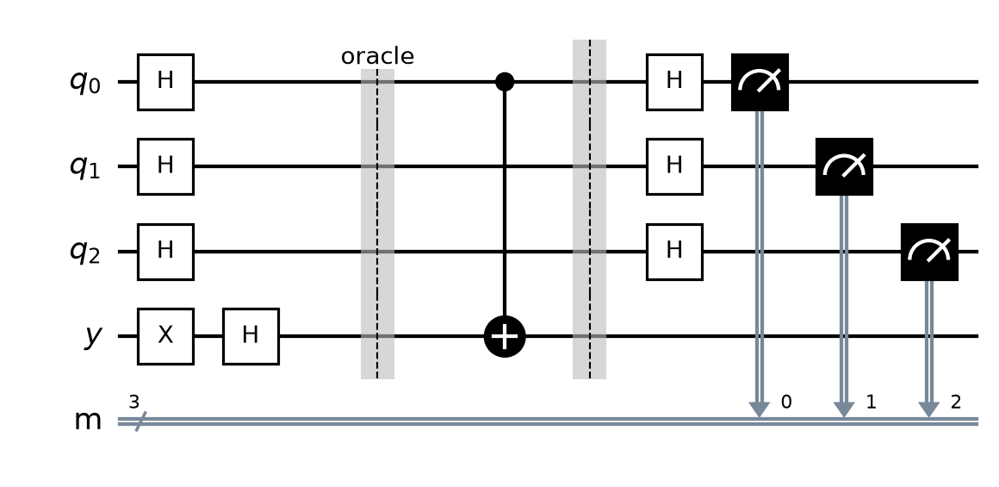 oracle
q0 H H
q1 H H
q2 H H
y X H
m 3 0 1 2